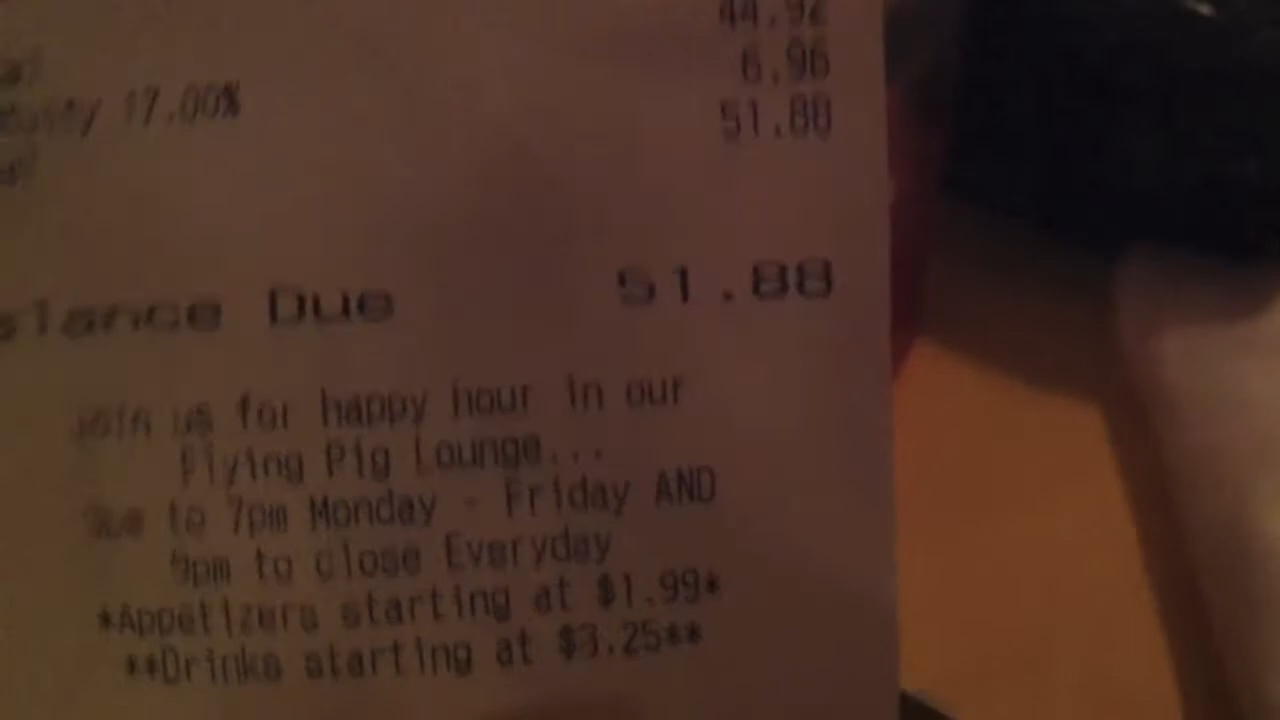 44.92
6.96
17.00% 51.88
Due 51.88
Join us for happy hour in our
Flying Pig Lounge...
to 7pm Monday - Friday AND
9pm to close Everyday
*Appetizers starting at $1.99*
**Drinks starting at $3.25**